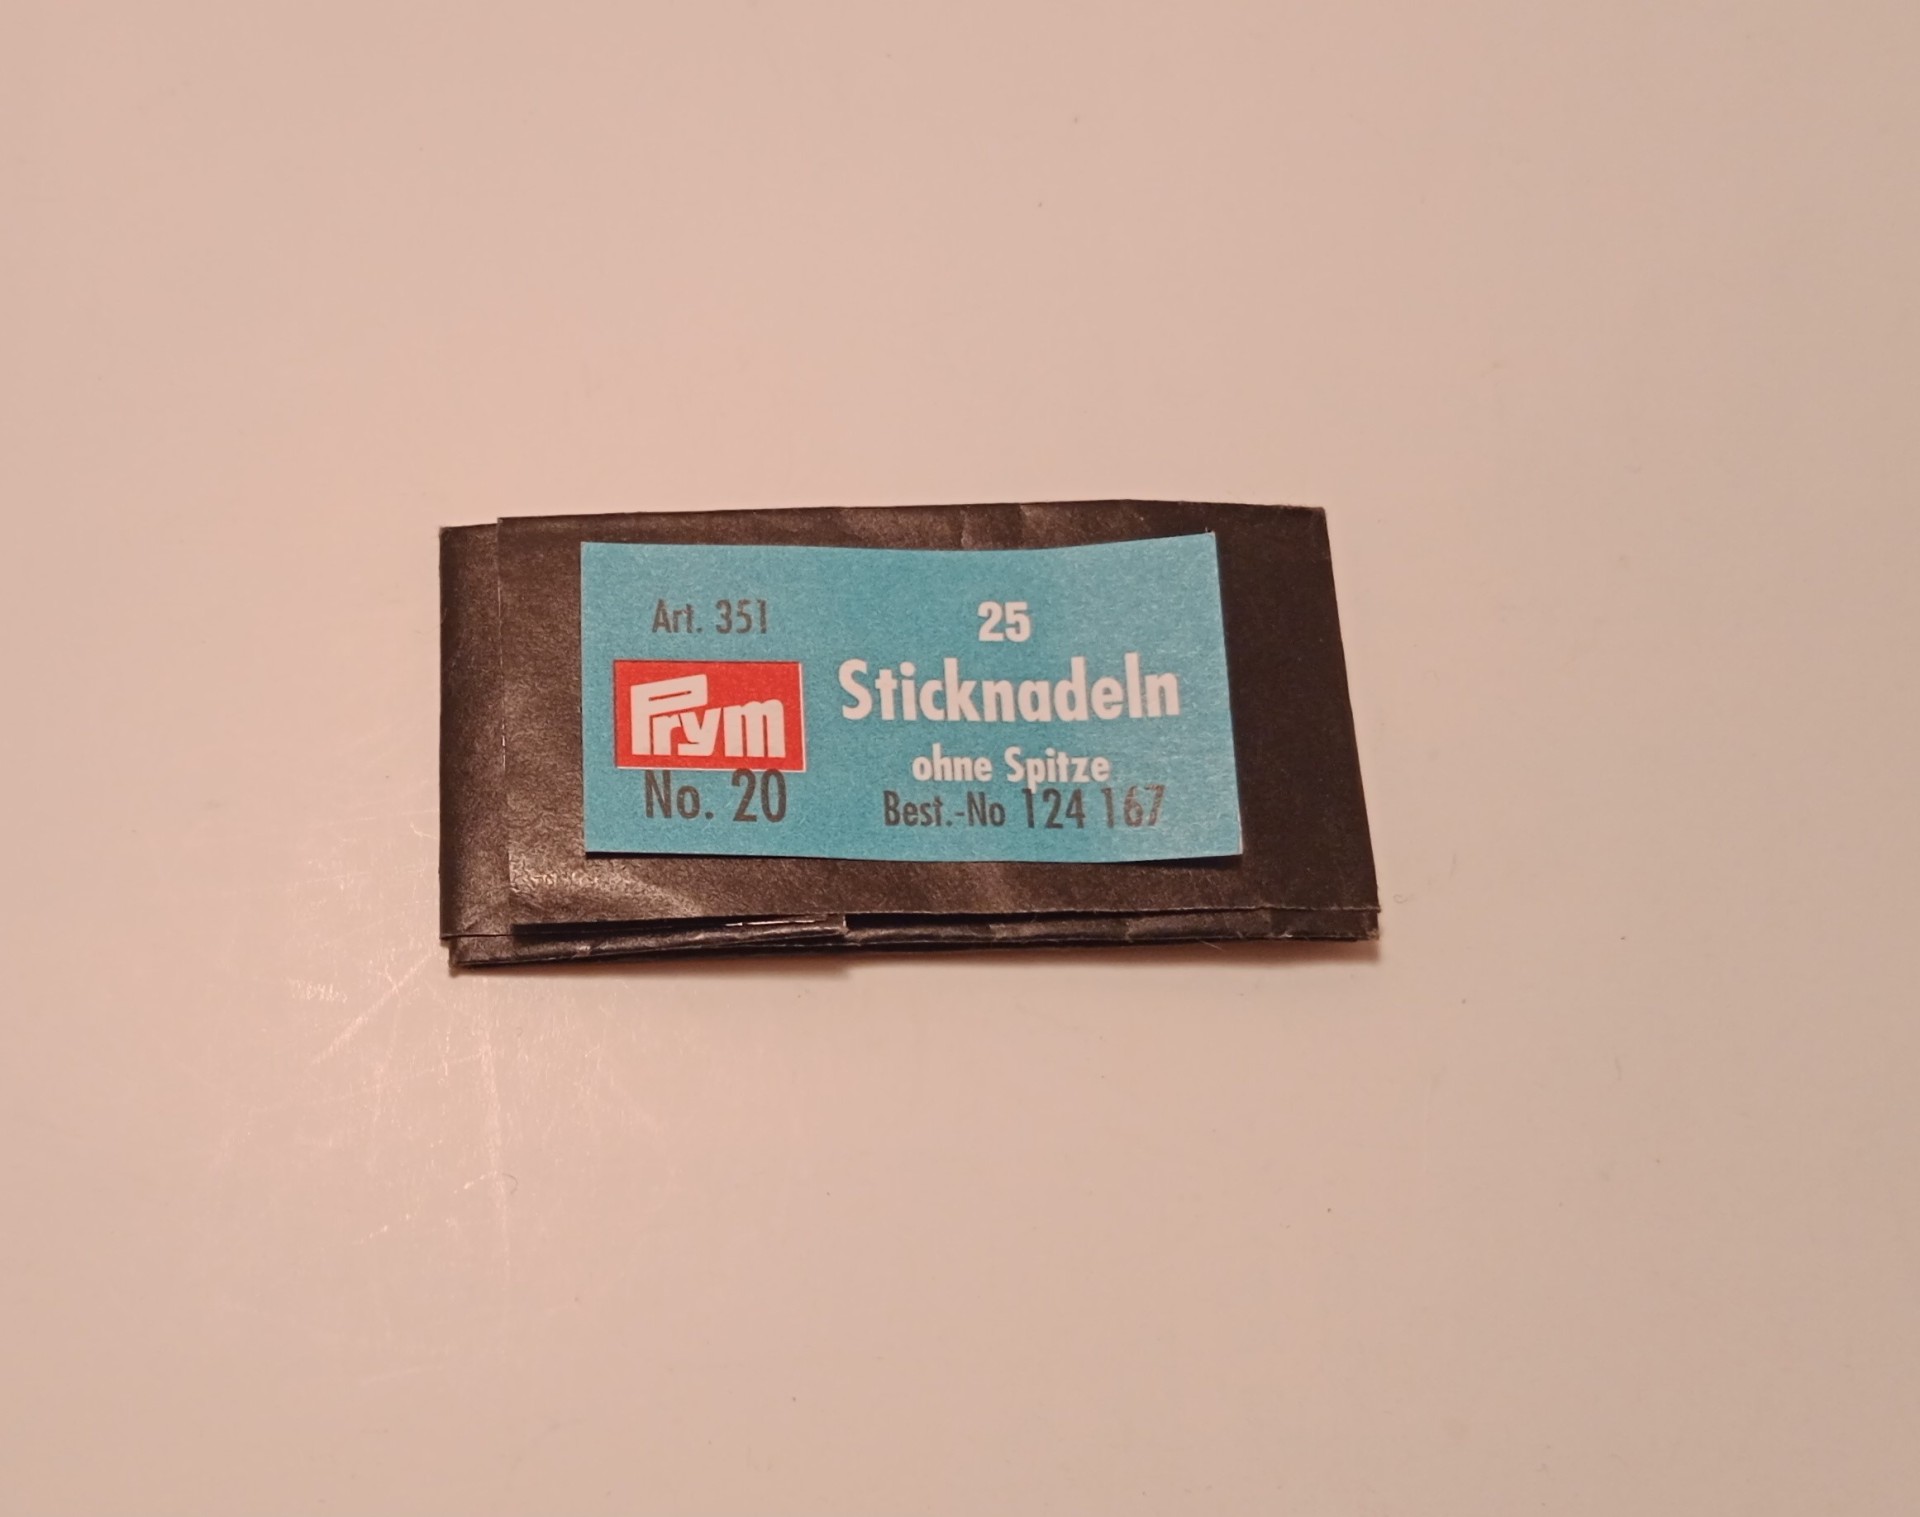 Art. 351
Prym
No. 20
25
Sticknadeln
ohne Spitze
Best.-No 124 167